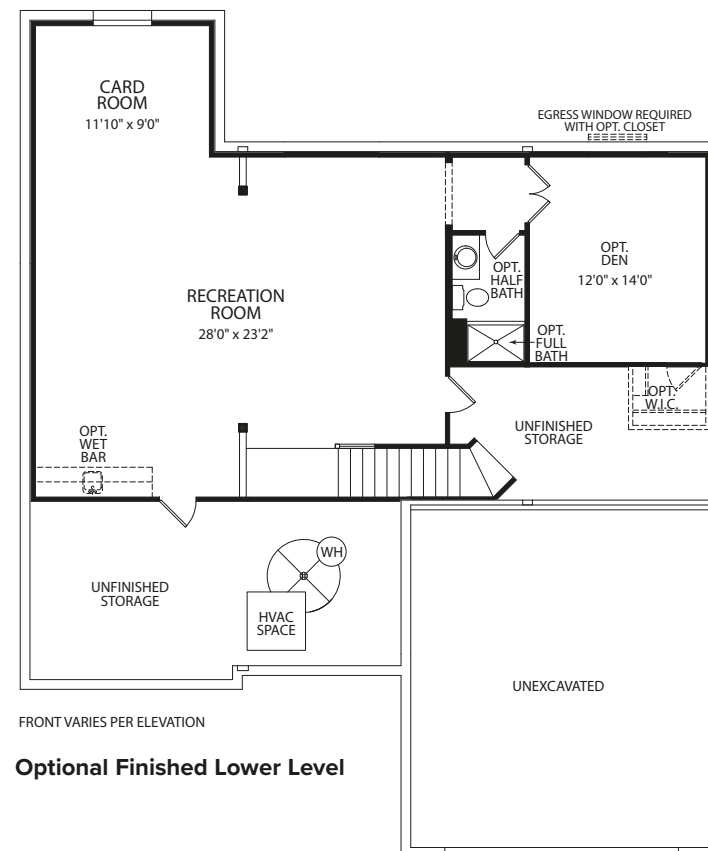 CARD
ROOM
11'10" x 9'0"
EGRESS WINDOW REQUIRED
WITH OPT. CLOSET
OPT.
DEN
12'0" x 14'0"
OPT.
HALF
BATH
RECREATION
ROOM
28'0" x 23'2"
OPT.
FULL
BATH
OPT.
W.I.C.
OPT.
WET
BAR
UNFINISHED
STORAGE
WH
UNFINISHED
STORAGE
HVAC
SPACE
UNEXCAVATED
FRONT VARIES PER ELEVATION
Optional Finished Lower Level